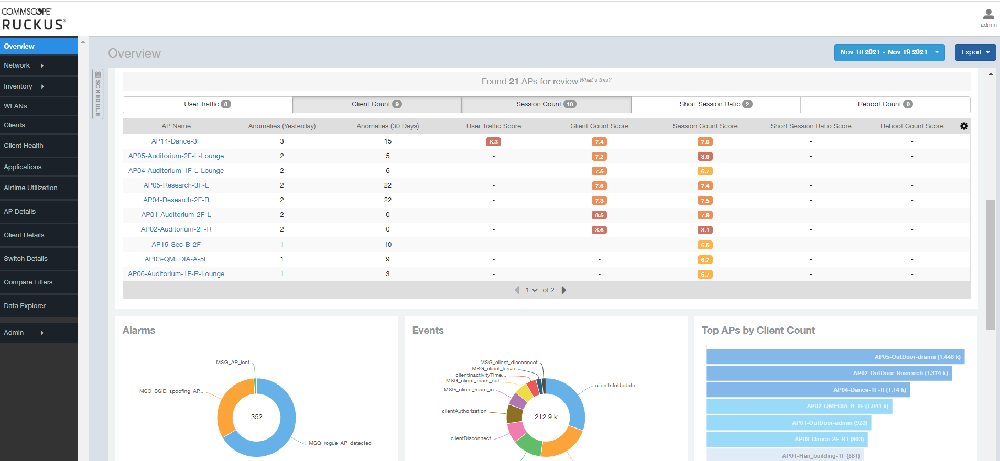 COMMSCOPE®
RUCKUS®
admin
Overview
Network
Inventory
WLANs
Clients
Client Health
Applications
Airtime Utilization
AP Details
Client Details
Switch Details
Compare Filters
Data Explorer
Admin
SCHEDULE
Overview
Nov 18 2021 - Nov 19 2021
Export
Found 21 APs for review What's this?
User Traffic 8 Client Count 9 Session Count 10 Short Session Ratio 2 Reboot Count 0
AP Name Anomalies (Yesterday) Anomalies (30 Days) User Traffic Score Client Count Score Session Count Score Short Session Ratio Score Reboot Count Score
AP14-Dance-3F 3 15 8.3 7.4 7.0 - -
AP05-Auditorium-2F-L-Lounge 2 5 - 7.2 8.0 - -
AP04-Auditorium-1F-L-Lounge 2 6 - 7.5 6.7 - -
AP05-Research-3F-L 2 22 - 7.6 7.4 - -
AP04-Research-2F-R 2 22 - 7.3 7.5 - -
AP01-Auditorium-2F-L 2 0 - 8.5 7.9 - -
AP02-Auditorium-2F-R 2 0 - 8.6 8.1 - -
AP15-Sec-B-2F 1 10 - - 6.5 - -
AP03-QMEDIA-A-5F 1 9 - - 6.7 - -
AP06-Auditorium-1F-R-Lounge 1 3 - - 6.7 - -
1 of 2
Alarms
MSG_AP_lost
MSG_SSID_spoofing_AP...
352
MSG_rogue_AP_detected
Events
MSG_client_disconnect
MSG_client_leave
clientInactivityTime...
MSG_client_roam_out
MSG_client_roam_in
clientInfoUpdate
clientAuthorization
212.9 k
clientDisconnect
Top APs by Client Count
AP05-OutDoor-drama (1.446 k)
AP02-OutDoor-Research (1.374 k)
AP04-Dance-1F-R (1.14 k)
AP02-QMEDIA-B-1F (1.041 k)
AP01-OutDoor-admin (923)
AP09-Dance-2F-R1 (903)
AP01-Han_building-1F (881)